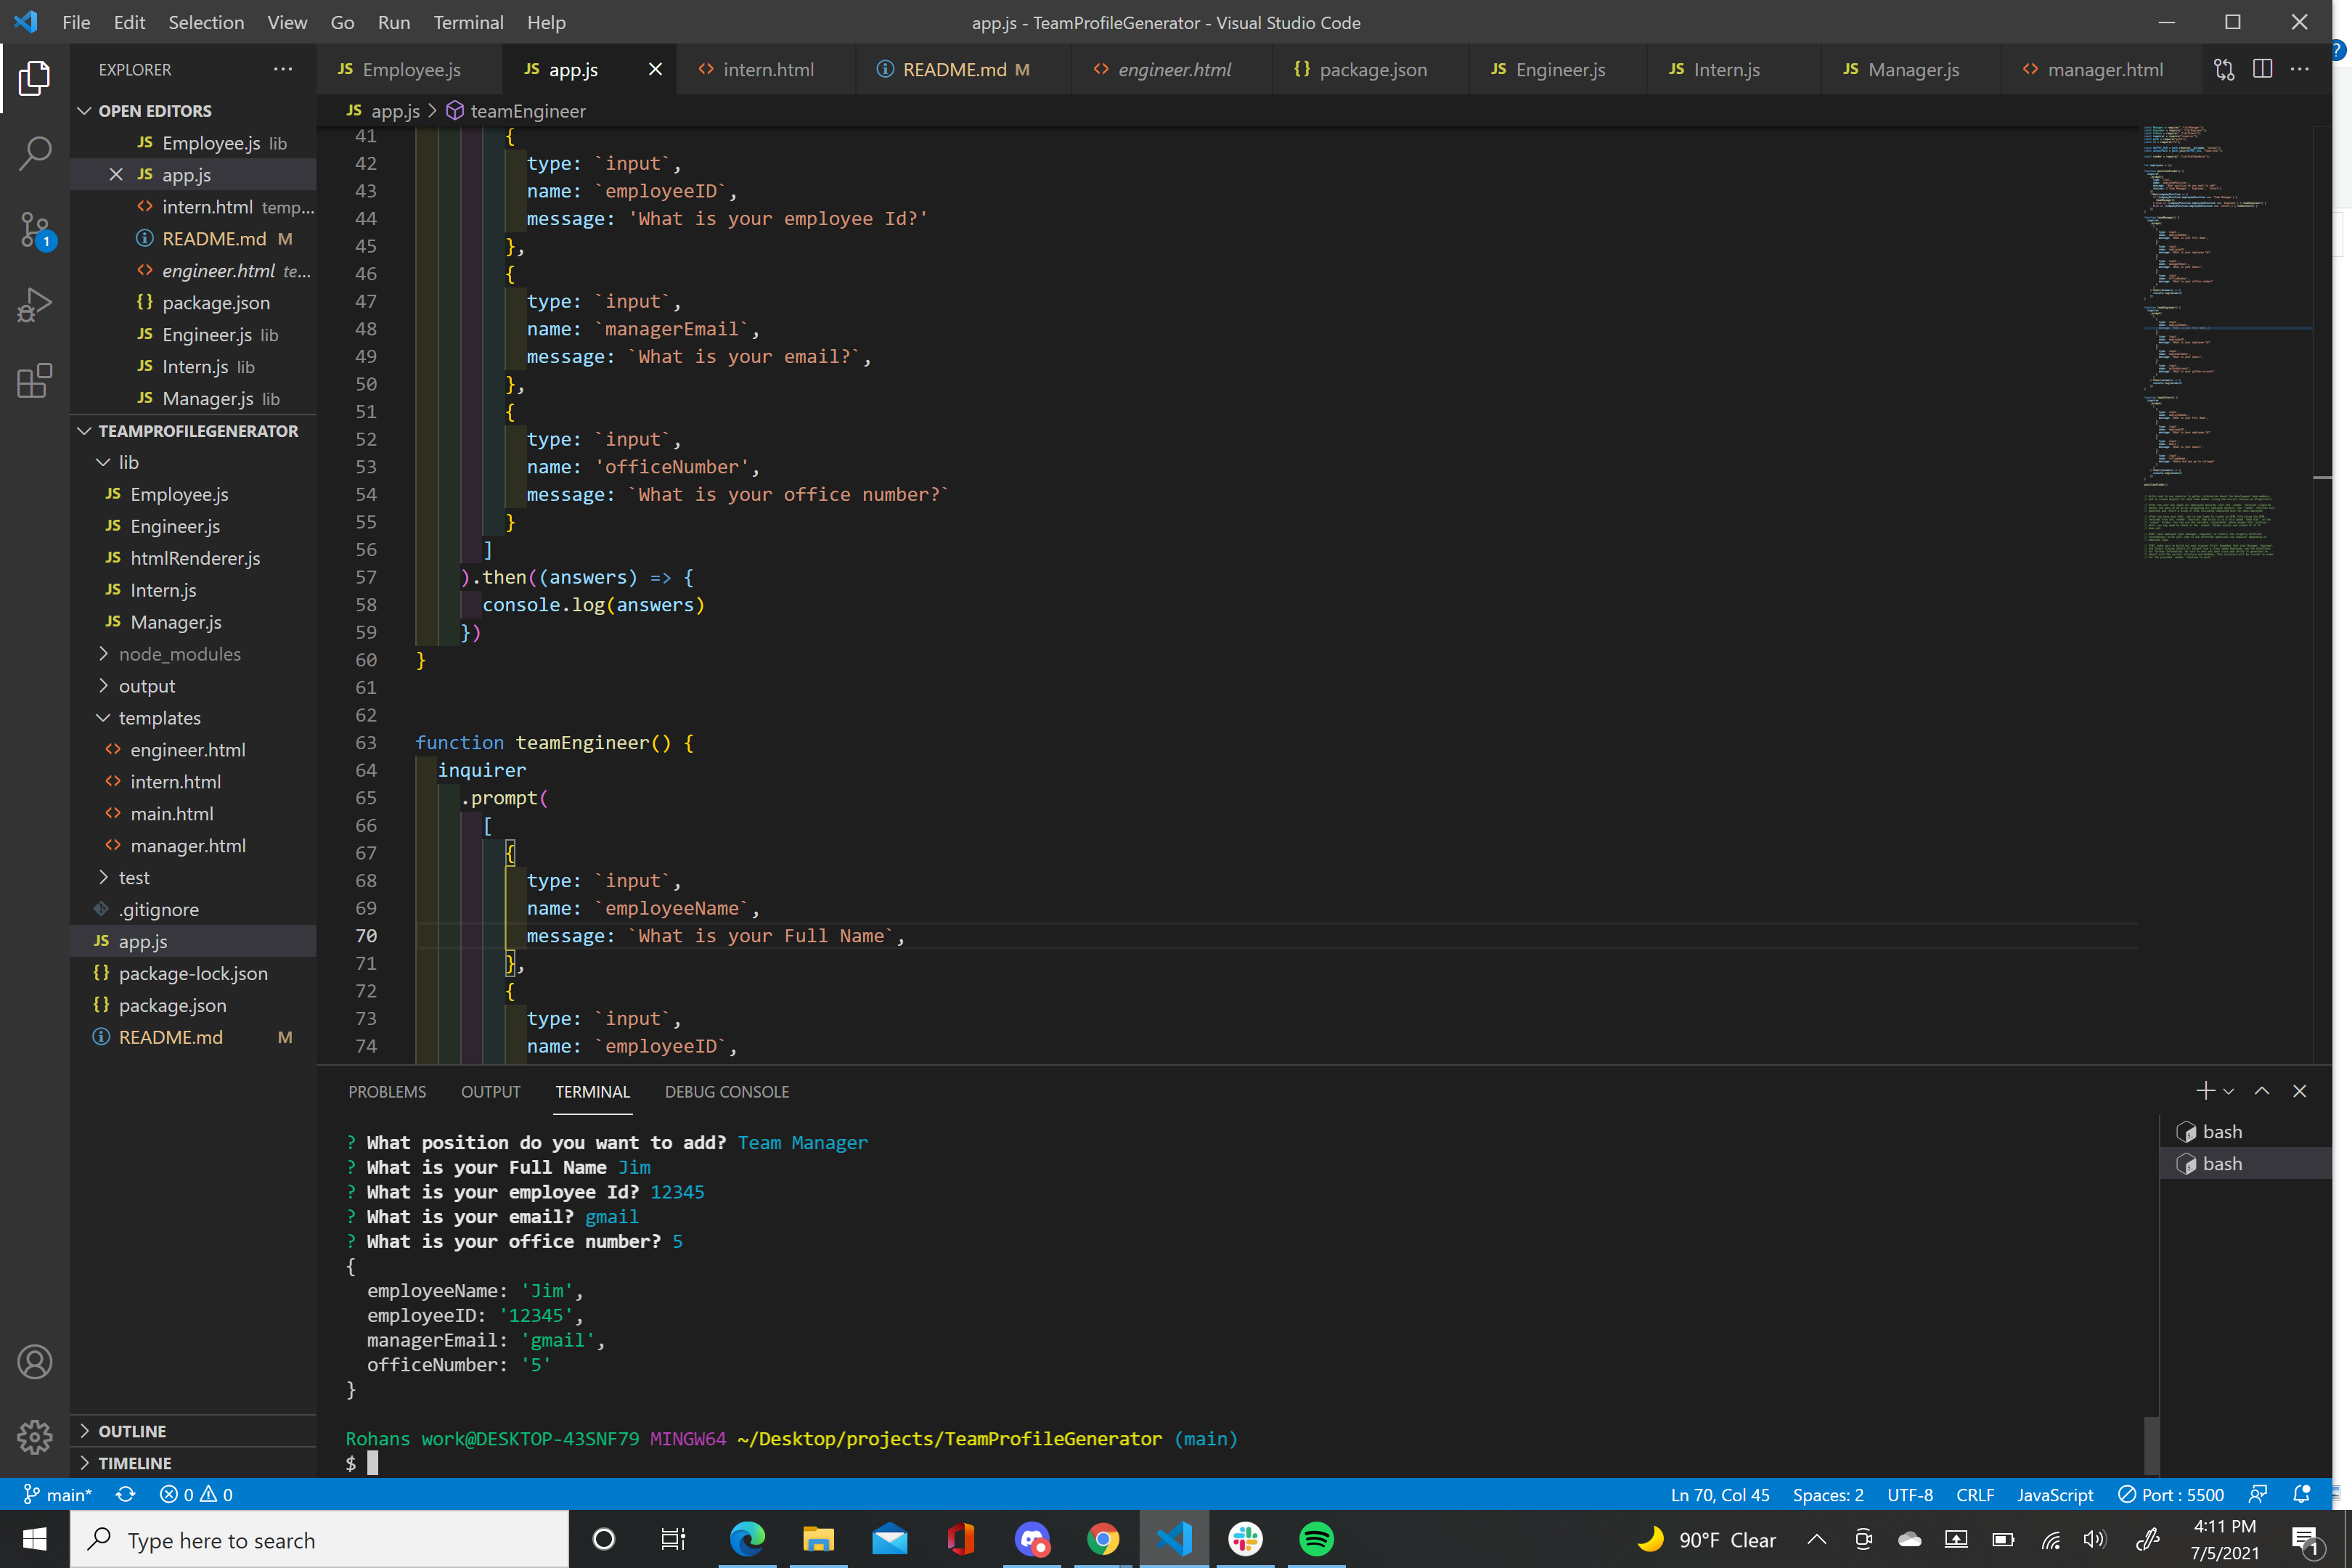 File Edit Selection View Go Run Terminal Help
app.js - TeamProfileGenerator - Visual Studio Code
EXPLORER
OPEN EDITORS
JS Employee.js lib
JS app.js
<> intern.html temp...
README.md M
<> engineer.html te...
{} package.json
JS Engineer.js lib
JS Intern.js lib
JS Manager.js lib
TEAMPROFILEGENERATOR
lib
JS Employee.js
JS Engineer.js
JS htmlRenderer.js
JS Intern.js
JS Manager.js
node_modules
output
templates
<> engineer.html
<> intern.html
<> main.html
<> manager.html
test
.gitignore
JS app.js
{} package-lock.json
{} package.json
README.md M
OUTLINE
TIMELINE
1
JS Employee.js JS app.js <> intern.html README.md M <> engineer.html {} package.json JS Engineer.js JS Intern.js JS Manager.js <> manager.html
JS app.js > teamEngineer
41 {
42 type: `input`,
43 name: `employeeID`,
44 message: 'What is your employee Id?'
45 },
46 {
47 type: `input`,
48 name: `managerEmail`,
49 message: `What is your email?`,
50 },
51 {
52 type: `input`,
53 name: 'officeNumber',
54 message: `What is your office number?`
55 }
56 ]
57 ).then((answers) => {
58 console.log(answers)
59 })
60 }
61
62
63 function teamEngineer() {
64 inquirer
65 .prompt(
66 [
67 {
68 type: `input`,
69 name: `employeeName`,
70 message: `What is your Full Name`,
71 },
72 {
73 type: `input`,
74 name: `employeeID`,
PROBLEMS OUTPUT TERMINAL DEBUG CONSOLE
? What position do you want to add? Team Manager
? What is your Full Name Jim
? What is your employee Id? 12345
? What is your email? gmail
? What is your office number? 5
{
employeeName: 'Jim',
employeeID: '12345',
managerEmail: 'gmail',
officeNumber: '5'
}
Rohans work@DESKTOP-43SNF79 MINGW64 ~/Desktop/projects/TeamProfileGenerator (main)
$
bash
bash
main* 0 0
Ln 70, Col 45 Spaces: 2 UTF-8 CRLF JavaScript Port : 5500
Type here to search
90°F Clear
4:11 PM
7/5/2021
1